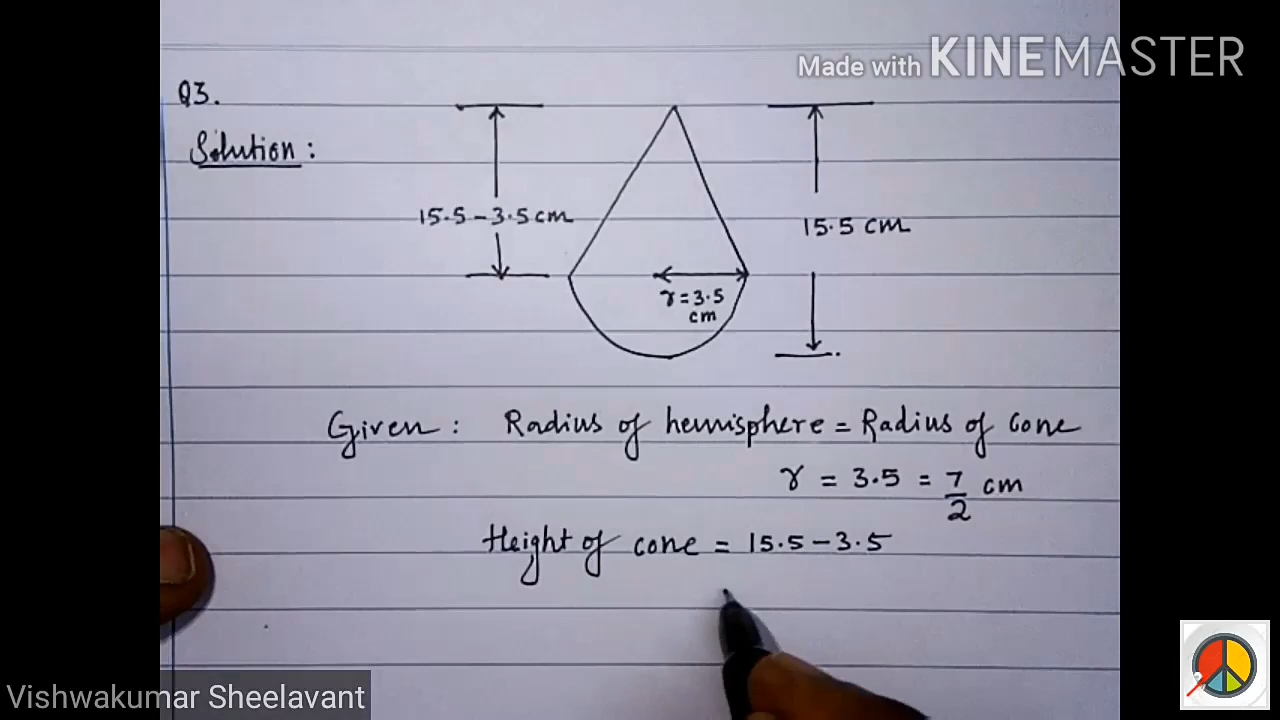 Made with KINEMASTER
Q3.
Solution :
15.5 - 3.5 cm
15.5 cm
r = 3.5
cm
Given : Radius of hemisphere = Radius of cone
r = 3.5 = 7/2 cm
Height of cone = 15.5 - 3.5
Vishwakumar Sheelavant